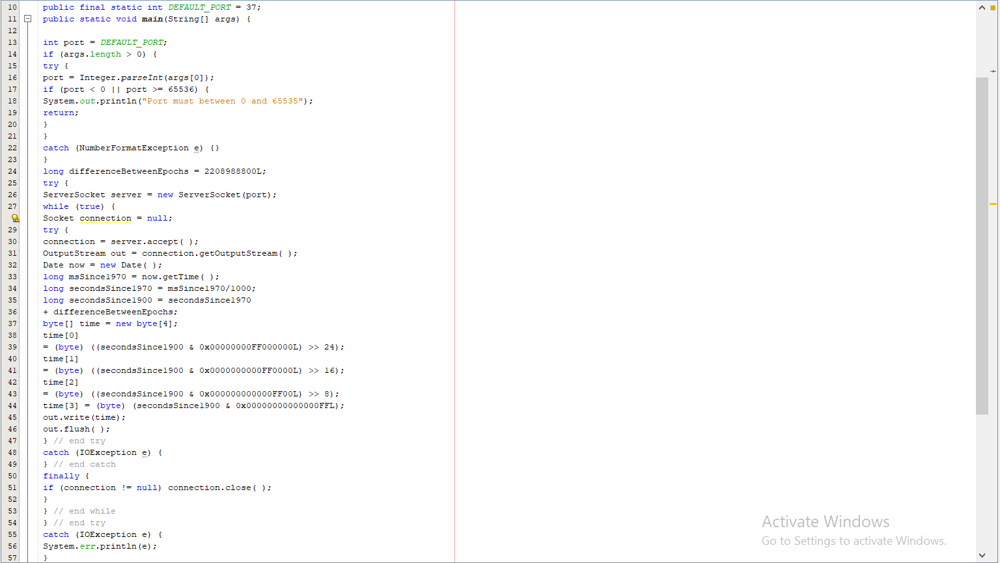 10 public final static int DEFAULT_PORT = 37;
11 public static void main(String[] args) {
12
13 int port = DEFAULT_PORT;
14 if (args.length > 0) {
15 try {
16 port = Integer.parseInt(args[0]);
17 if (port < 0 || port >= 65536) {
18 System.out.println("Port must between 0 and 65535");
19 return;
20 }
21 }
22 catch (NumberFormatException e) {}
23 }
24 long differenceBetweenEpochs = 2208988800L;
25 try {
26 ServerSocket server = new ServerSocket(port);
27 while (true) {
Socket connection = null;
29 try {
30 connection = server.accept( );
31 OutputStream out = connection.getOutputStream( );
32 Date now = new Date( );
33 long msSince1970 = now.getTime( );
34 long secondsSince1970 = msSince1970/1000;
35 long secondsSince1900 = secondsSince1970
36 + differenceBetweenEpochs;
37 byte[] time = new byte[4];
38 time[0]
39 = (byte) ((secondsSince1900 & 0x00000000FF000000L) >> 24);
40 time[1]
41 = (byte) ((secondsSince1900 & 0x0000000000FF0000L) >> 16);
42 time[2]
43 = (byte) ((secondsSince1900 & 0x000000000000FF00L) >> 8);
44 time[3] = (byte) (secondsSince1900 & 0x00000000000000FFL);
45 out.write(time);
46 out.flush( );
47 } // end try
48 catch (IOException e) {
49 } // end catch
50 finally {
51 if (connection != null) connection.close( );
52 }
53 } // end while
54 } // end try
55 catch (IOException e) {
56 System.err.println(e);
57 }
Activate Windows
Go to Settings to activate Windows.